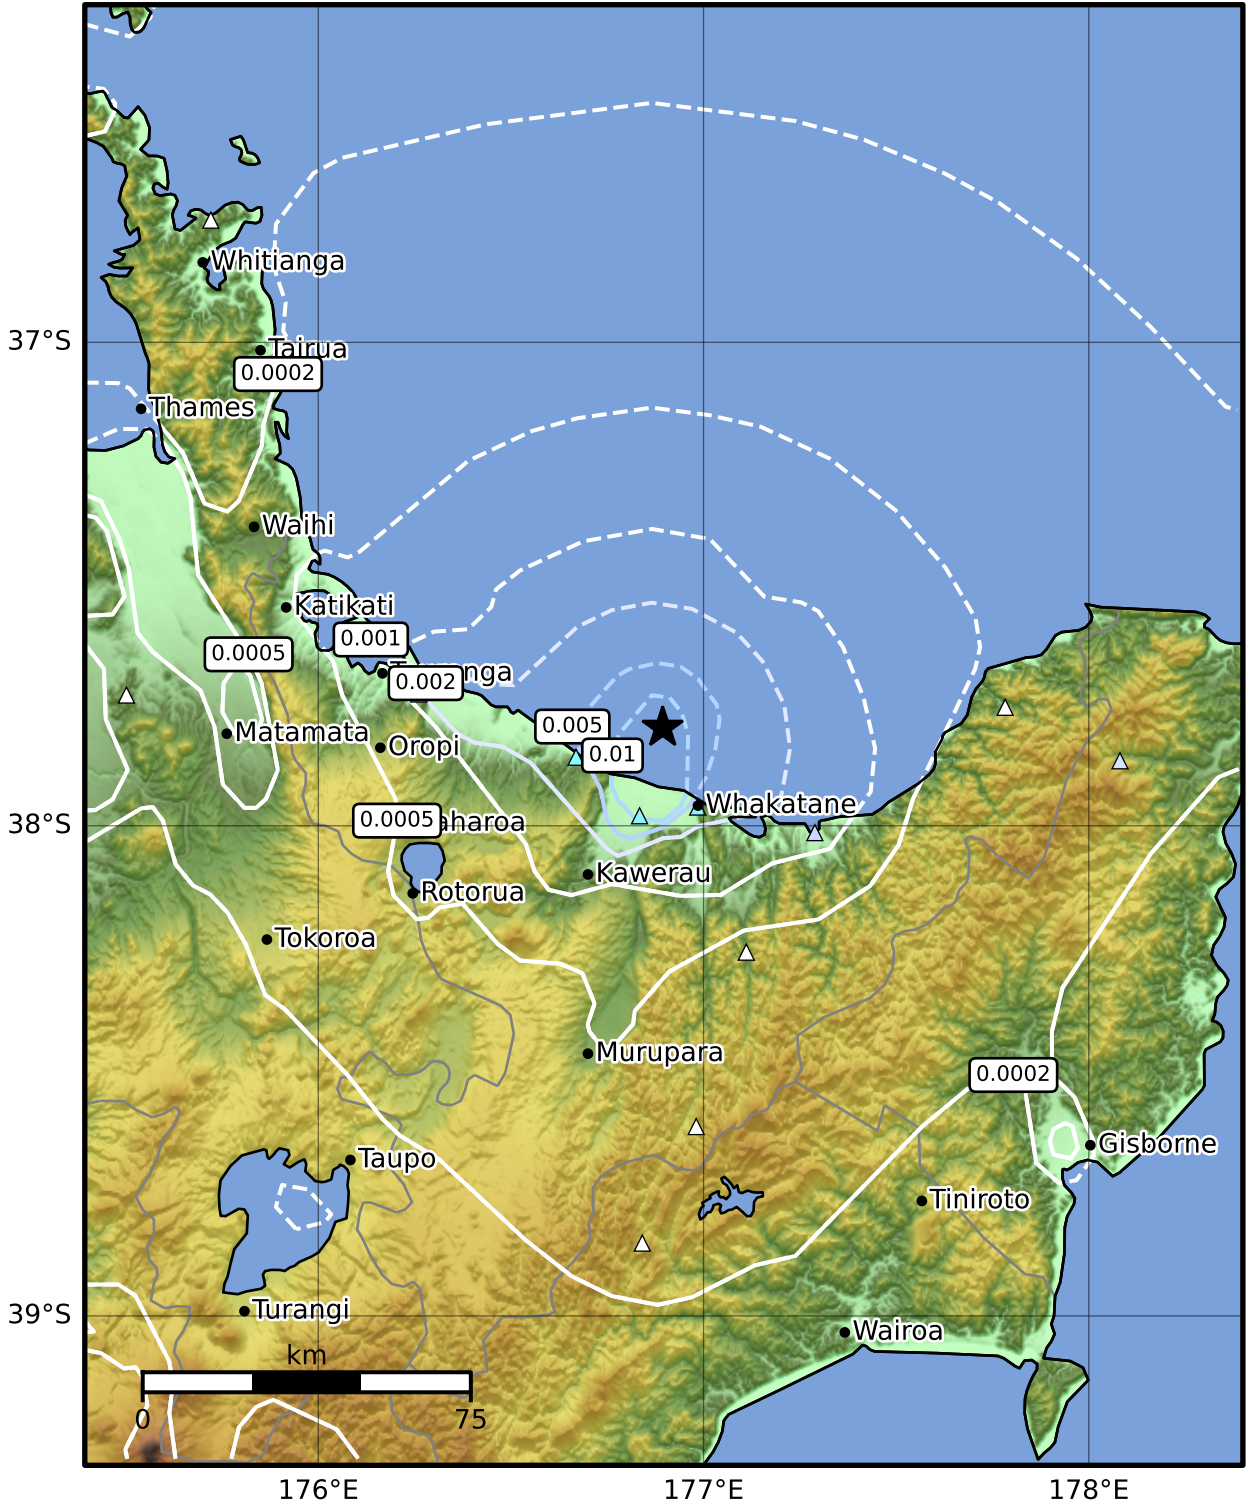 Whitianga
37°S
Tairua
0.0002
Thames
Waihi
Katikati
0.001
0.0005
nga
0.002
0.005
Matamata
Oropi
0.01
Whakatane
38°S
0.0005
aharoa
Kawerau
Rotorua
Tokoroa
Murupara
0.0002
Gisborne
Taupo
Tiniroto
39°S
Turangi
Wairoa
km
0
75
176°E
177°E
178°E